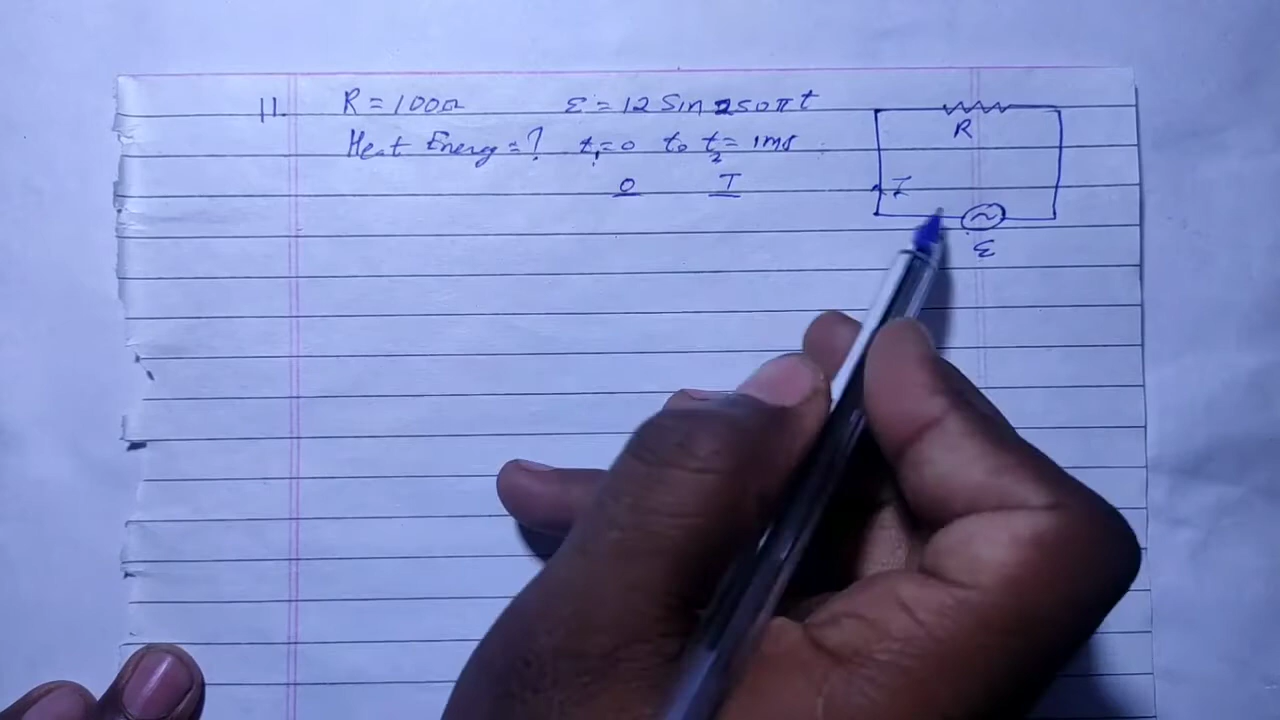 11. R = 100Ω ε = 12 Sin 250πt
Heat Energy = ? t₁ = 0 to t₂ = 1ms
0 T
R
I
ε